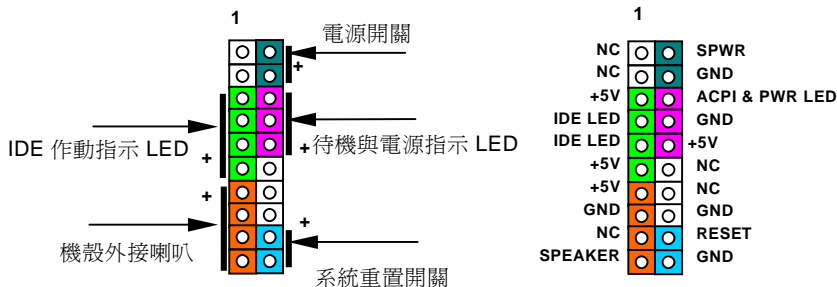 1
電源開關
+
IDE 作動指示 LED
+
待機與電源指示 LED
+
+
機殼外接喇叭
+
系統重置開關
1
NC SPWR
NC GND
+5V ACPI & PWR LED
IDE LED GND
IDE LED +5V
+5V NC
+5V NC
GND GND
NC RESET
SPEAKER GND